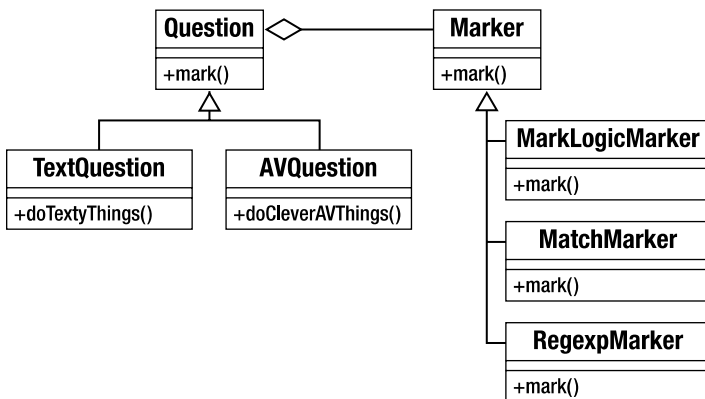 Question
+mark()
Marker
+mark()
TextQuestion
+doTextyThings()
AVQuestion
+doCleverAVThings()
MarkLogicMarker
+mark()
MatchMarker
+mark()
RegexpMarker
+mark()